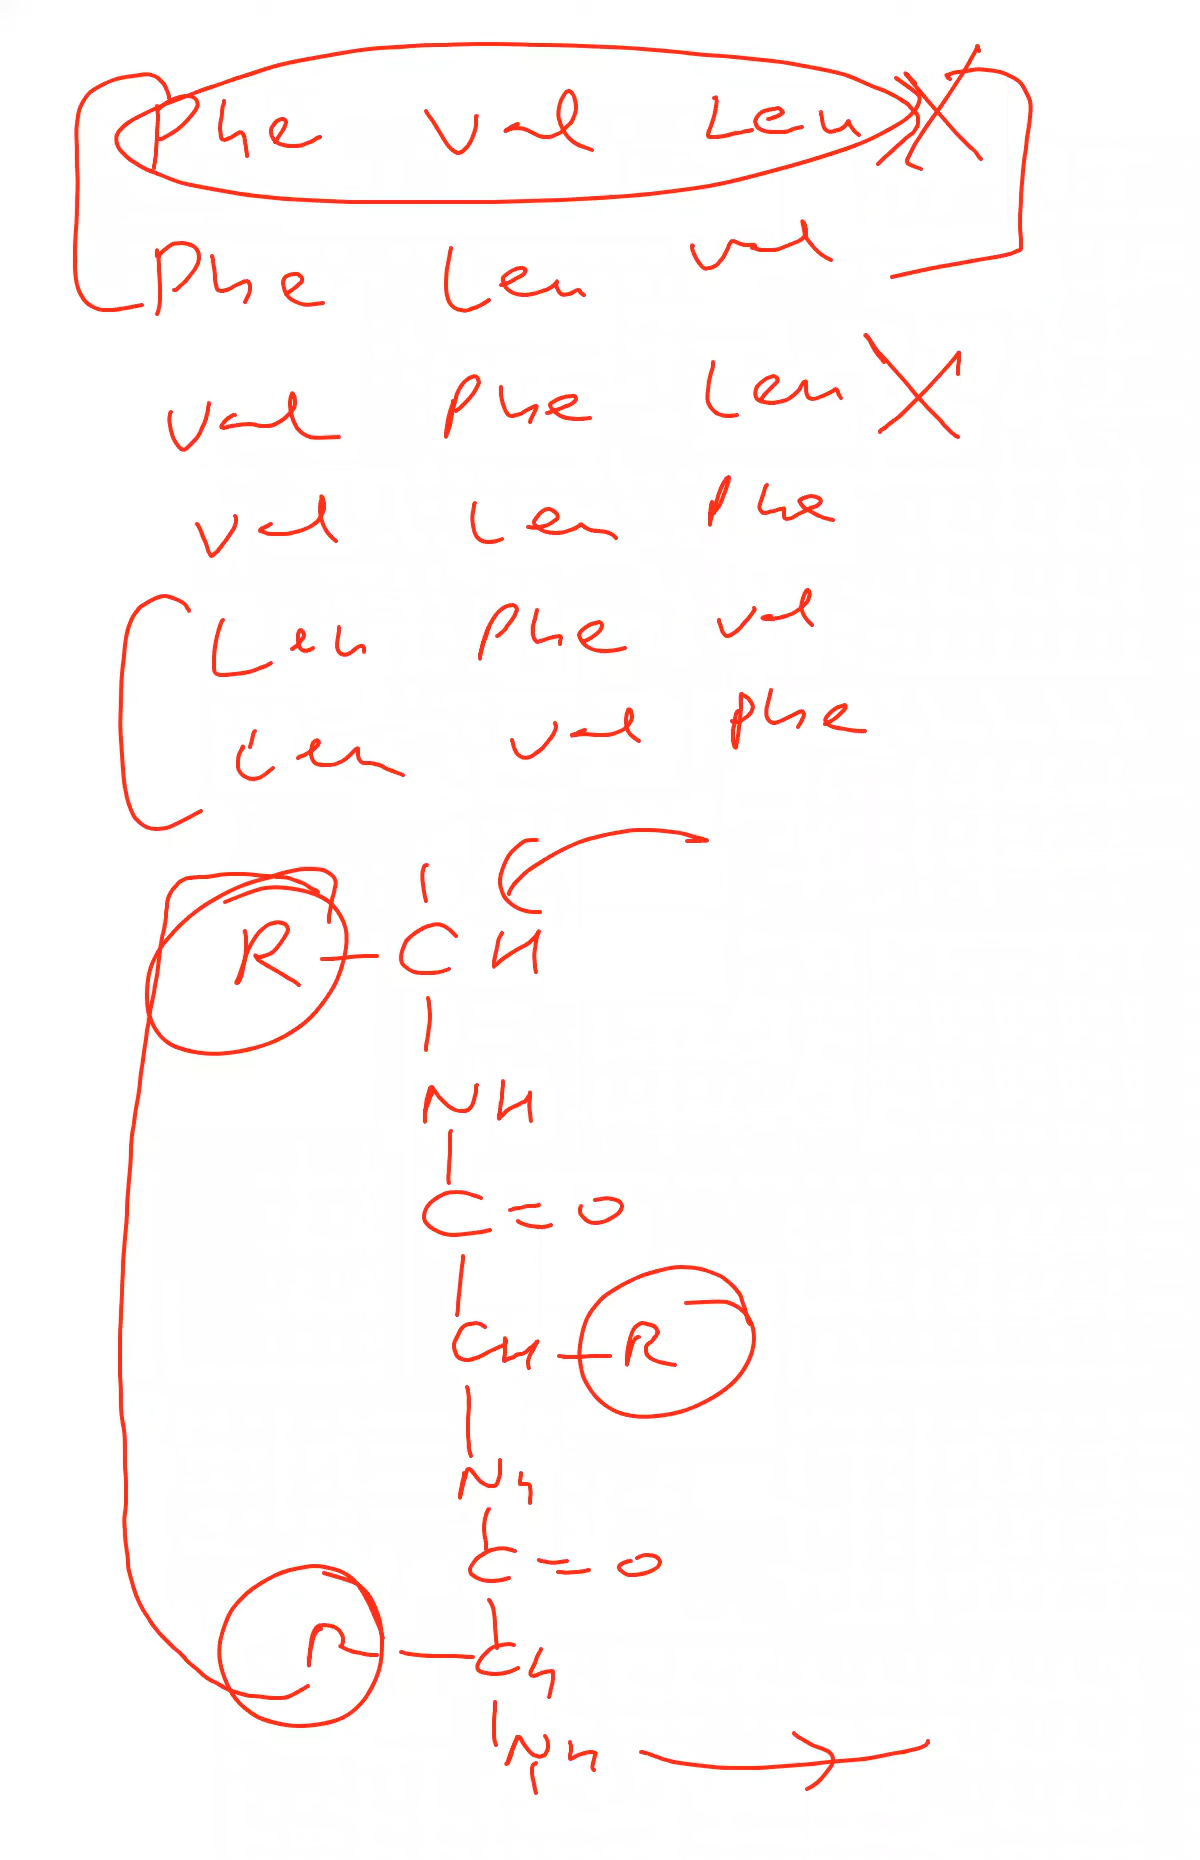 Phe Val Leu
Phe Leu Val
Val Phe Leu
Val Leu Phe
Leu Phe Val
Leu Val Phe
R - CH
NH
C = O
CH - R
NH
C = O
R - CH
NH